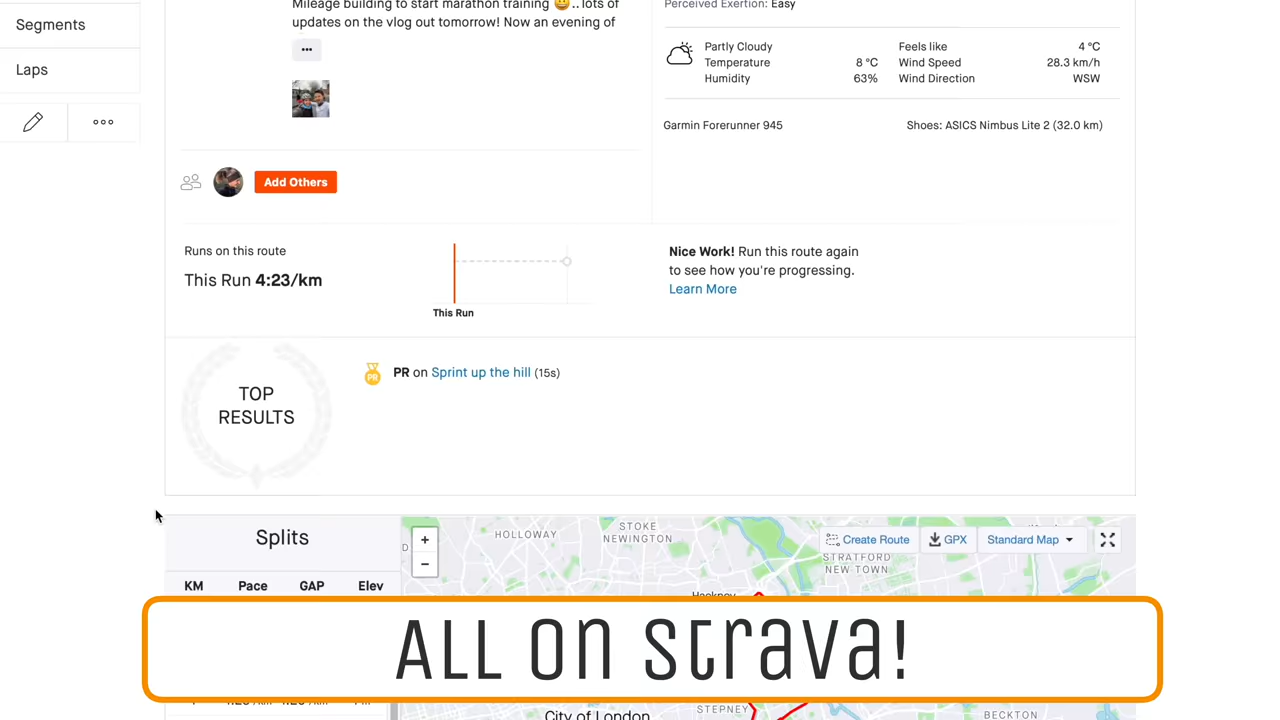 Segments
Laps
Mileage building to start marathon training 😀..lots of
updates on the vlog out tomorrow! Now an evening of
Perceived Exertion: Easy
Partly Cloudy
Feels like 4 ℃
Temperature 8 ℃
Wind Speed 28.3 km/h
Humidity 63%
Wind Direction WSW
Garmin Forerunner 945
Shoes: ASICS Nimbus Lite 2 (32.0 km)
Add Others
Runs on this route
This Run 4:23/km
This Run
Nice Work! Run this route again
to see how you're progressing.
Learn More
TOP
RESULTS
PR
PR on Sprint up the hill (15s)
Splits
KM Pace GAP Elev
+
-
HOLLOWAY
STOKE
NEWINGTON
Create Route
GPX
Standard Map
STRATFORD
NEW TOWN
Hackney
All on Strava!
STEPNEY
City of London
BECKTON